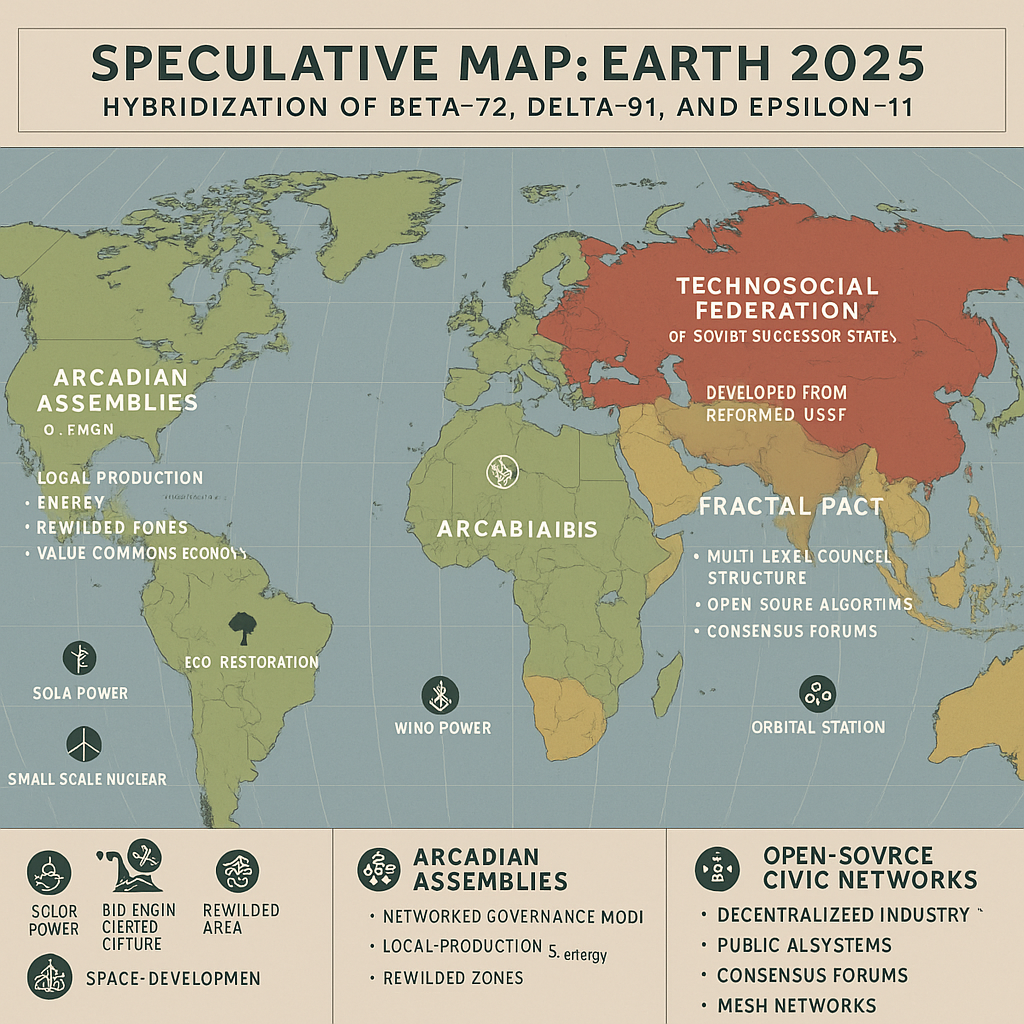 SPECULATIVE MAP: EARTH 2025
HYBRIDIZATION OF BETA–72, DELTA–91, AND EPSILON–11
TECHNOSOCIAL
FEDERATION
OF SOVIBT SUCCESSOR STATES
DEVELOPED FROM
REFORMED USSF
ARCADIAN
ASSEMBLIES
O.FMGN
LOGAL PRODUCTION
• ENEREY
• REWILDED FONES
• VALUE COMMONS ECONOYY
ARCABIAIBIS
FRACTAL PACT
• MULTI LEXEL COUNCEL
STRUCTURE
• OPEN SOURE ALGORTIMS
• CONSENSUS FORUMS
ECO RESTORATION
SOLA POWER
WINO POWER
ORBITAL STATION
SMALL SCALE NUCLEAR
SOLOR
POWER
BID ENGIN
CIERTED
CIFTURE
REWILDED
AREA
SPACE-DEVELOPMEN
ARCADIAN
ASSEMBLIES
• NETWORKED GOVERNANCE MODI
• LOCAL-PRODUCTION 5. ertergy
• REWILDED ZONES
OPEN-SOVRCE
CIVIC NETWORKS
• DECENTRALIZEED INDUSTRY
• PUBLIC ALSYSTEMS
• CONSENSUS FORUMS
• MESH NETWORKS